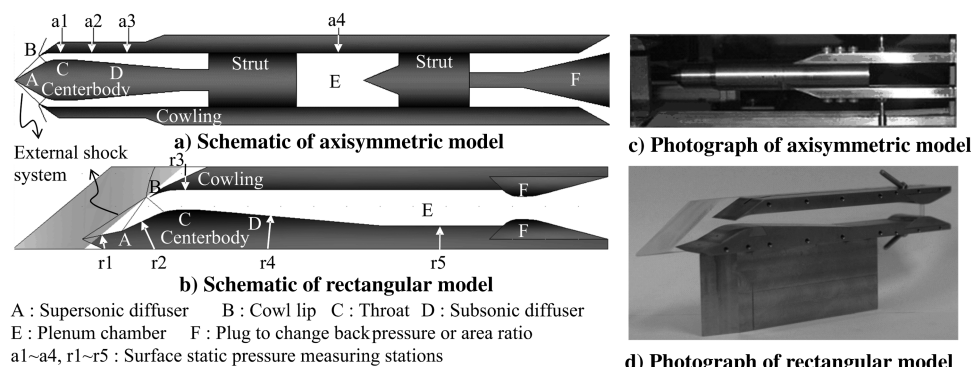 a1 a2 a3 a4
B
C
A
D
Centerbody
Strut
E
Strut
F
Cowling
a) Schematic of axisymmetric model
External shock
system
r3
B
Cowling
F
C
D
E
A
Centerbody
F
r1 r2 r4 r5
b) Schematic of rectangular model
A : Supersonic diffuser B : Cowl lip C : Throat D : Subsonic diffuser
E : Plenum chamber F : Plug to change back pressure or area ratio
a1~a4, r1~r5 : Surface static pressure measuring stations
c) Photograph of axisymmetric model
d) Photograph of rectangular model